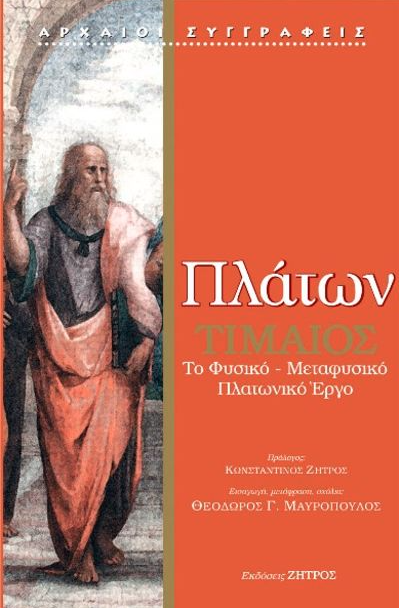 ΑΡΧΑΙΟΙ ΣΥΓΓΡΑΦΕΙΣ
Πλάτων
ΤΙΜΑΙΟΣ
Το Φυσικό - Μεταφυσικό
Πλατωνικό Έργο
Πρόλογος:
ΚΩΝΣΤΑΝΤΙΝΟΣ ΖΗΤΡΟΣ
Εισαγωγή, μετάφραση, σχόλια:
ΘΕΟΔΩΡΟΣ Γ. ΜΑΥΡΟΠΟΥΛΟΣ
Εκδόσεις ΖΗΤΡΟΣ